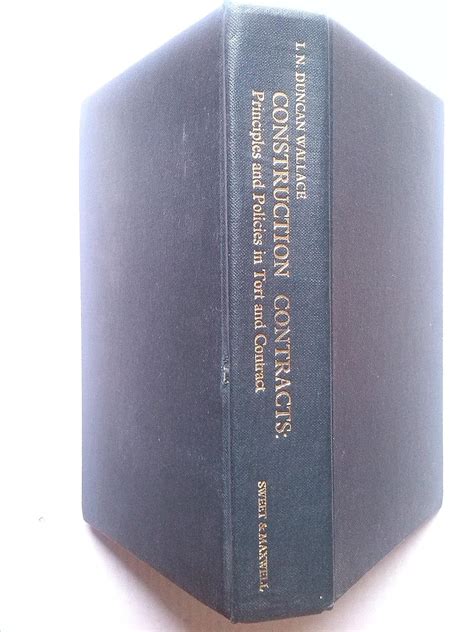 I. N. DUNCAN WALLACE
CONSTRUCTION CONTRACTS:
Principles and Policies in Tort and Contract
SWEET & MAXWELL